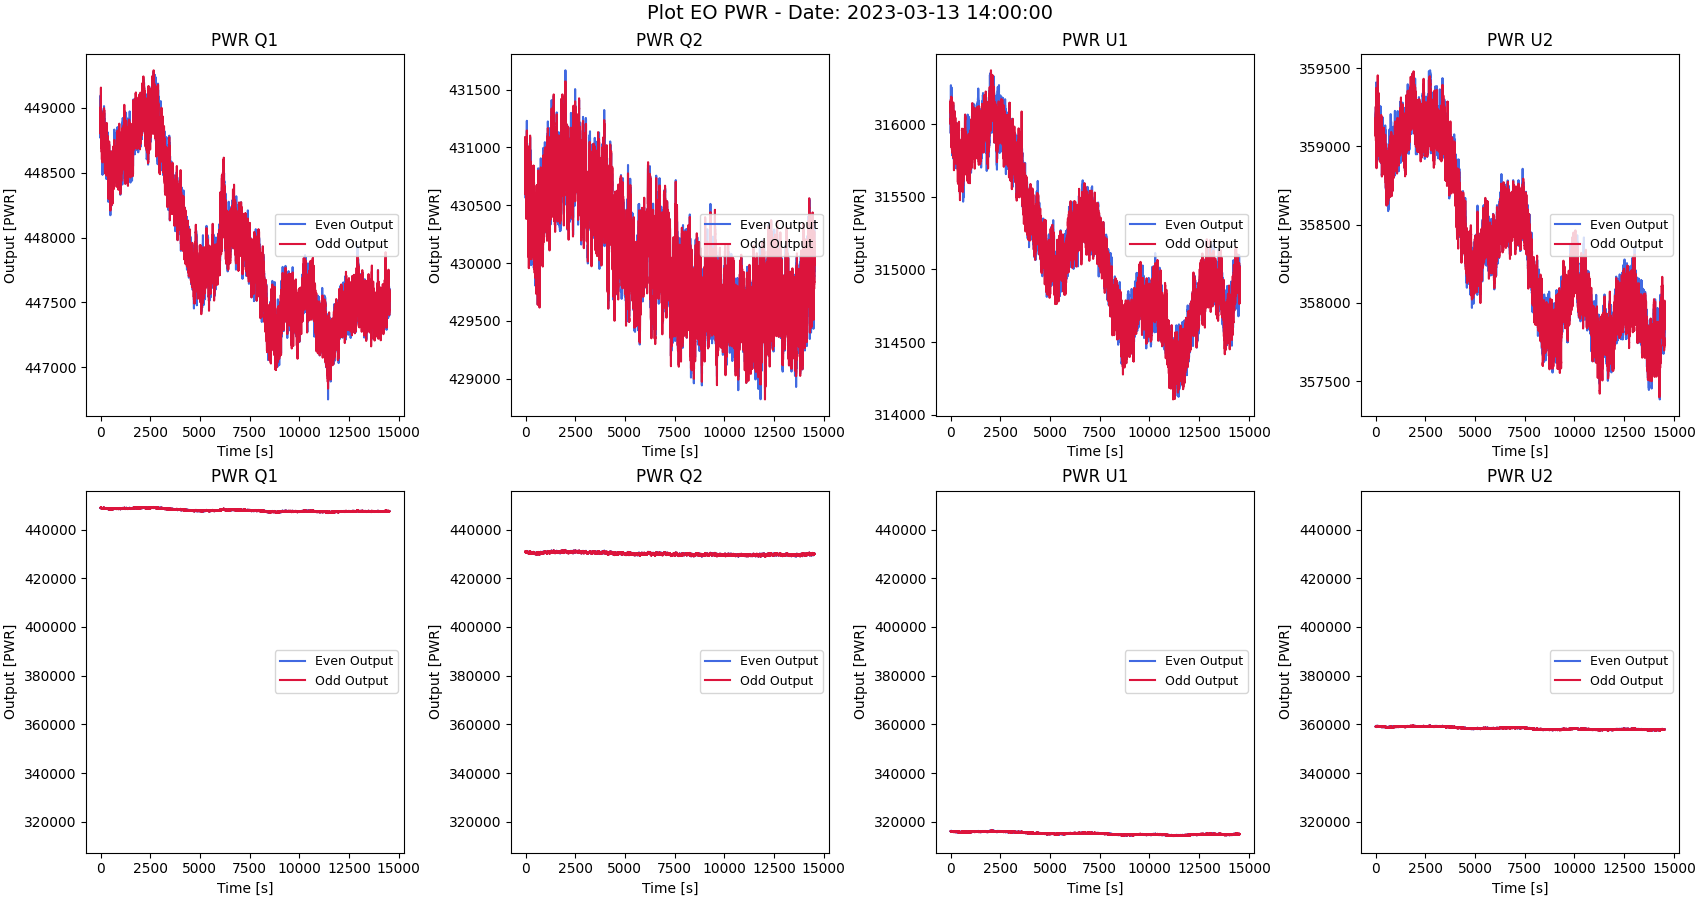 Plot EO PWR - Date: 2023-03-13 14:00:00
PWR Q1
PWR Q2
PWR U1
PWR U2
Output [PWR]
449000
448500
448000
447500
447000
Even Output
Odd Output
0 2500 5000 7500 10000 12500 15000
Time [s]
Output [PWR]
431500
431000
430500
430000
429500
429000
Even Output
Odd Output
0 2500 5000 7500 10000 12500 15000
Time [s]
Output [PWR]
316000
315500
315000
314500
314000
Even Output
Odd Output
0 2500 5000 7500 10000 12500 15000
Time [s]
Output [PWR]
359500
359000
358500
358000
357500
Even Output
Odd Output
0 2500 5000 7500 10000 12500 15000
Time [s]
PWR Q1
PWR Q2
PWR U1
PWR U2
Output [PWR]
440000
420000
400000
380000
360000
340000
320000
Even Output
Odd Output
0 2500 5000 7500 10000 12500 15000
Time [s]
Output [PWR]
440000
420000
400000
380000
360000
340000
320000
Even Output
Odd Output
0 2500 5000 7500 10000 12500 15000
Time [s]
Output [PWR]
440000
420000
400000
380000
360000
340000
320000
Even Output
Odd Output
0 2500 5000 7500 10000 12500 15000
Time [s]
Output [PWR]
440000
420000
400000
380000
360000
340000
320000
Even Output
Odd Output
0 2500 5000 7500 10000 12500 15000
Time [s]